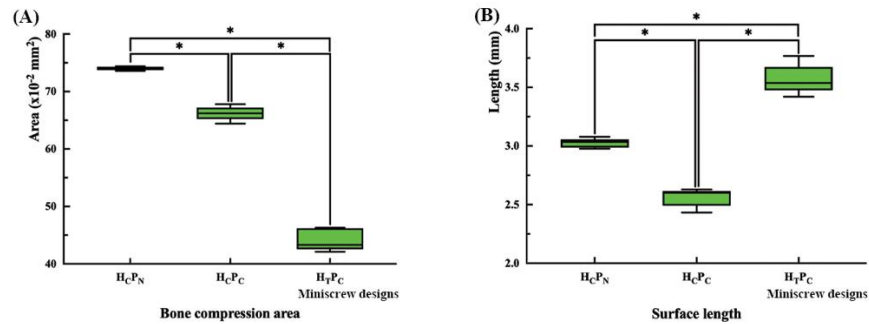 (A)
*
* *
Area (x10⁻² mm²)
80
70
60
50
40
HCPN HCPC HTPC
Miniscrew designs
Bone compression area
(B)
*
* *
Length (mm)
4.0
3.5
3.0
2.5
2.0
HCPN HCPC HTPC
Miniscrew designs
Surface length